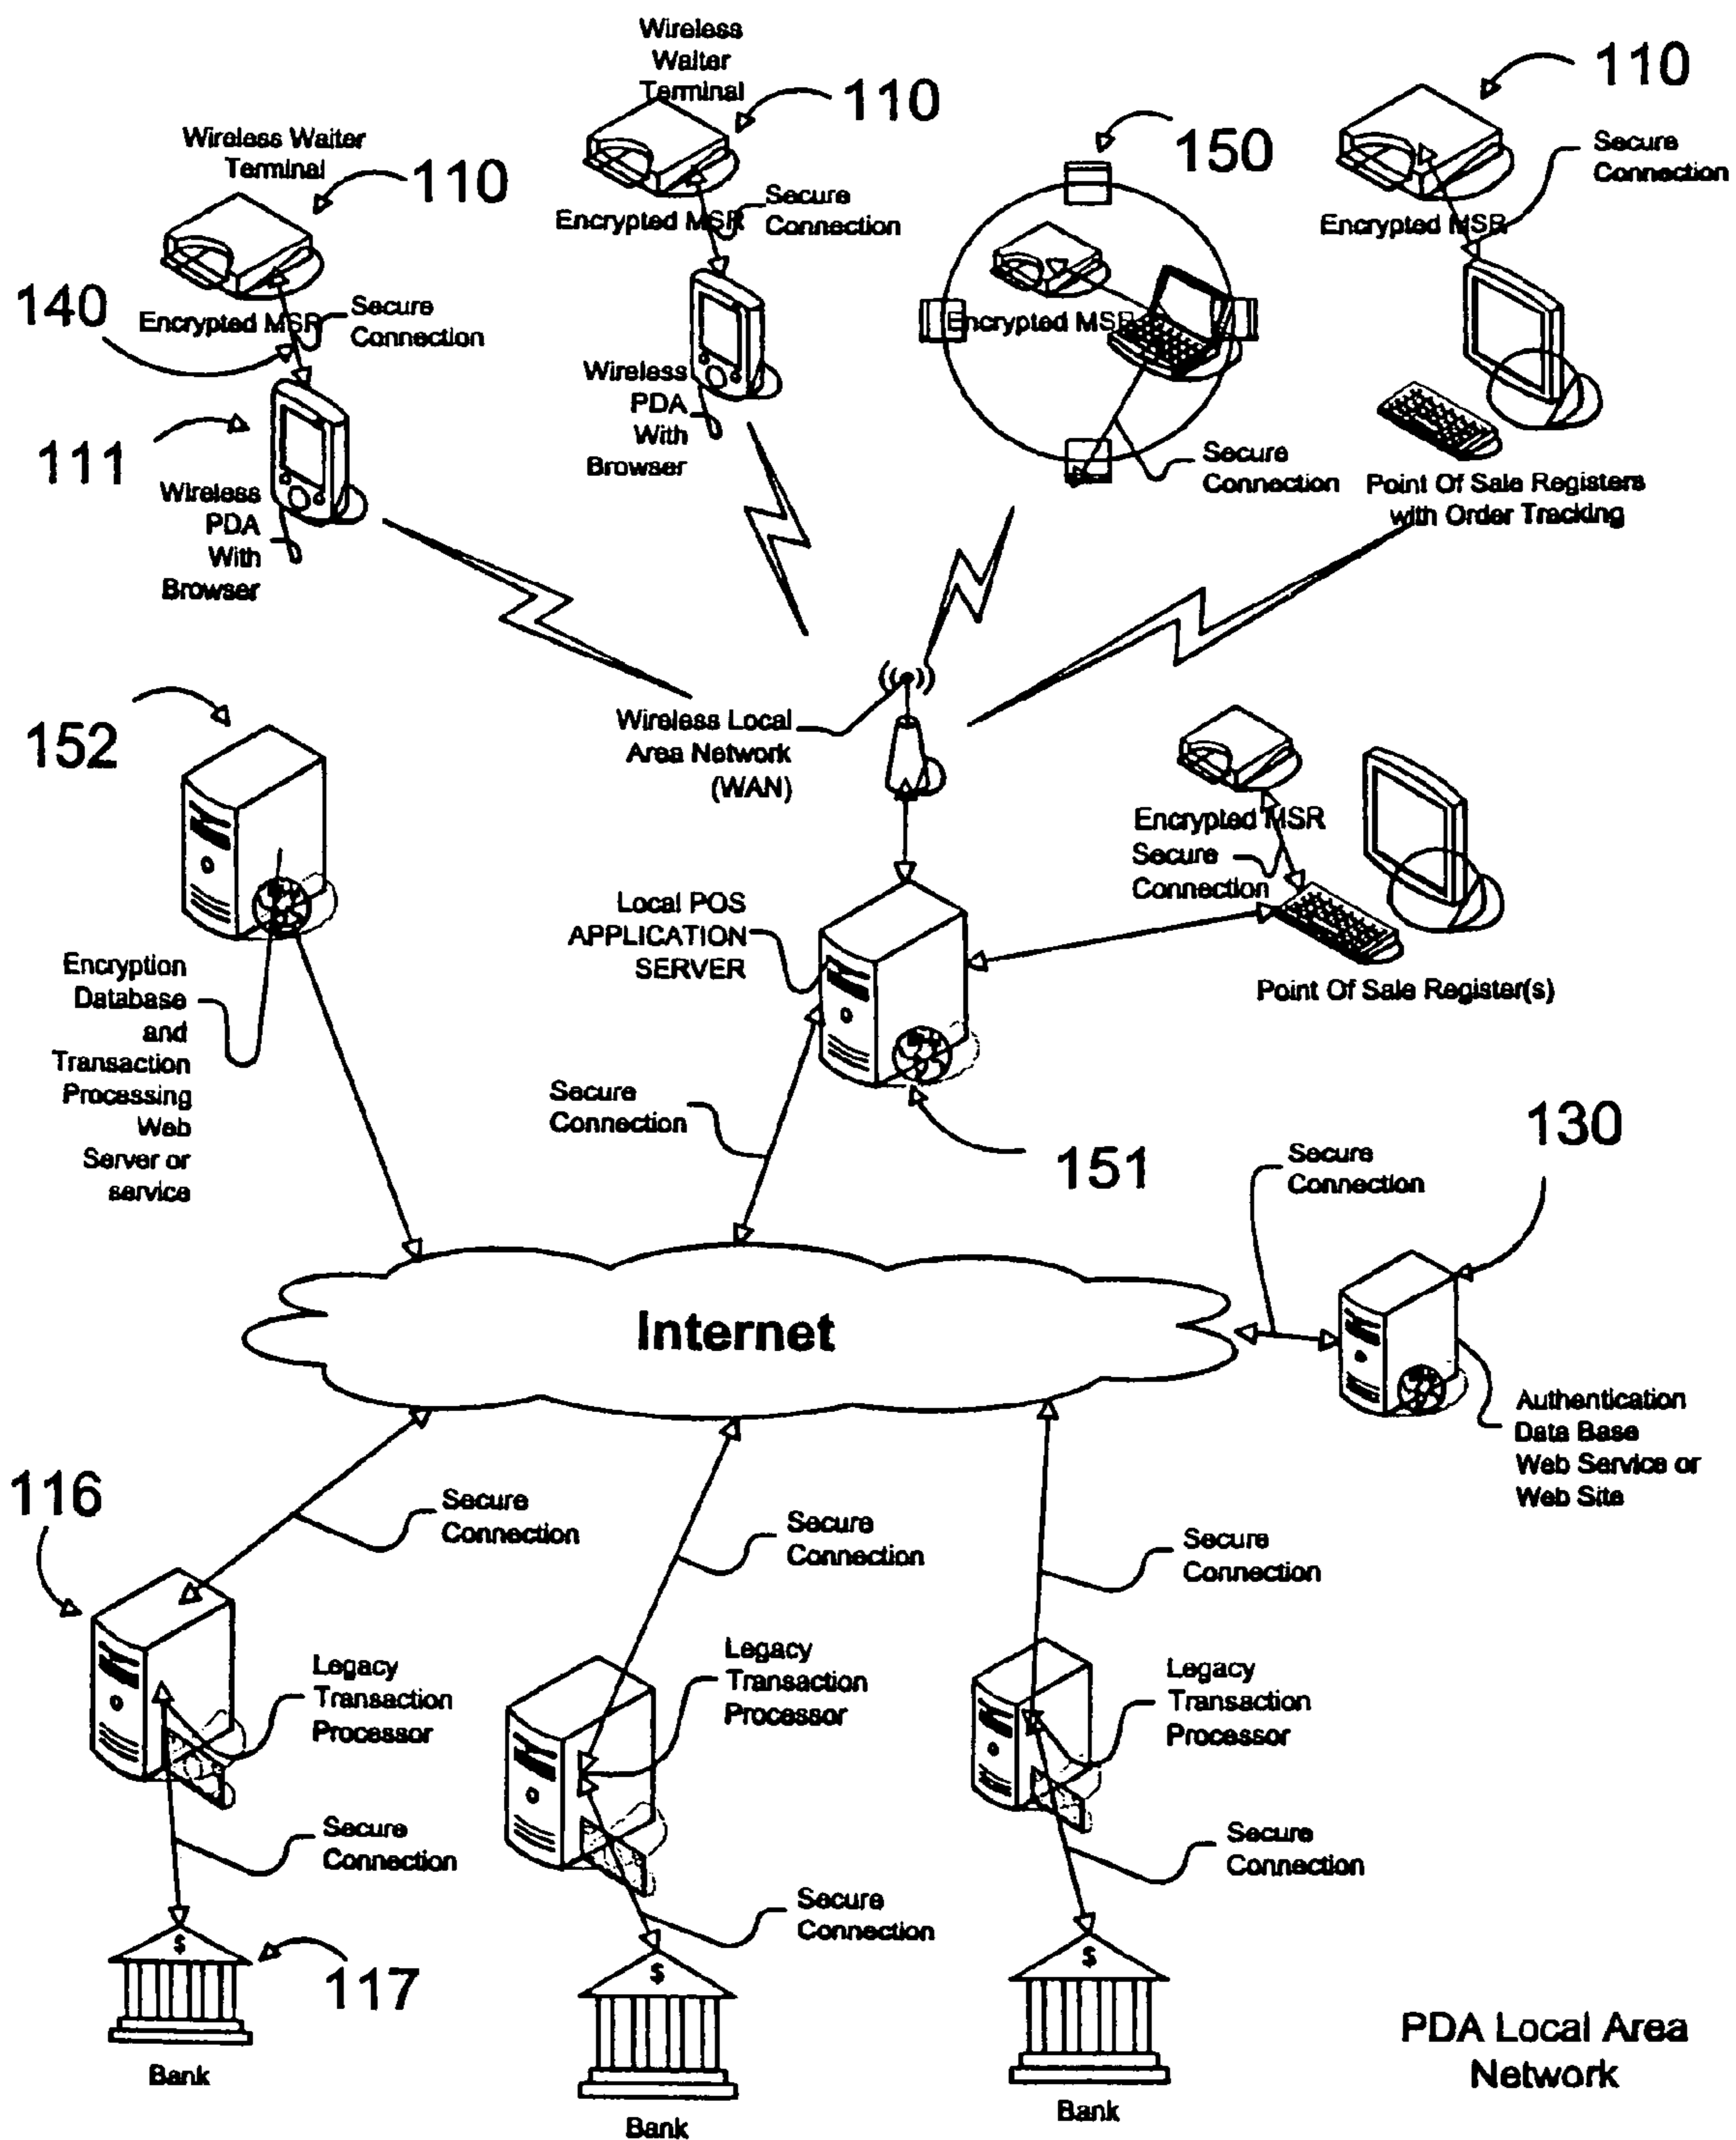 Wireless
Waiter
Terminal
110
110
Wireless Waiter
Terminal
110
150
Secure
Connection
Encrypted MSR
Secure
Connection
Encrypted MSR
140
Encrypted MSR
Secure
Connection
Encrypted MSR
Wireless
PDA
With
Browser
111
Wireless
PDA
With
Browser
Secure
Connection
Point Of Sale Registers
with Order Tracking
152
Wireless Local
Area Network
(WAN)
Encrypted MSR
Secure
Connection
Local POS
APPLICATION
SERVER
Point Of Sale Register(s)
Encryption
Database
and
Transaction
Processing
Web
Server or
service
Secure
Connection
151
130
Secure
Connection
Internet
Authentication
Data Base
Web Service or
Web Site
116
Secure
Connection
Secure
Connection
Secure
Connection
Legacy
Transaction
Processor
Legacy
Transaction
Processor
Legacy
Transaction
Processor
Secure
Connection
Secure
Connection
Secure
Connection
$
$
$
117
Bank
Bank
Bank
PDA Local Area
Network